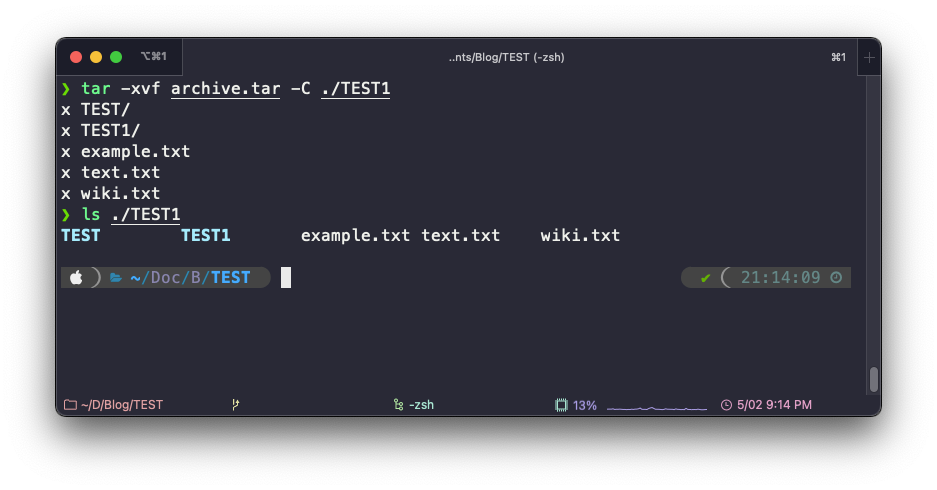 ⌥⌘1 ..nts/Blog/TEST (-zsh) ⌘1
❯ tar -xvf archive.tar -C ./TEST1
x TEST/
x TEST1/
x example.txt
x text.txt
x wiki.txt
❯ ls ./TEST1
TEST TEST1 example.txt text.txt wiki.txt
~/Doc/B/TEST ✔ 21:14:09
~/D/Blog/TEST -zsh 13% 5/02 9:14 PM